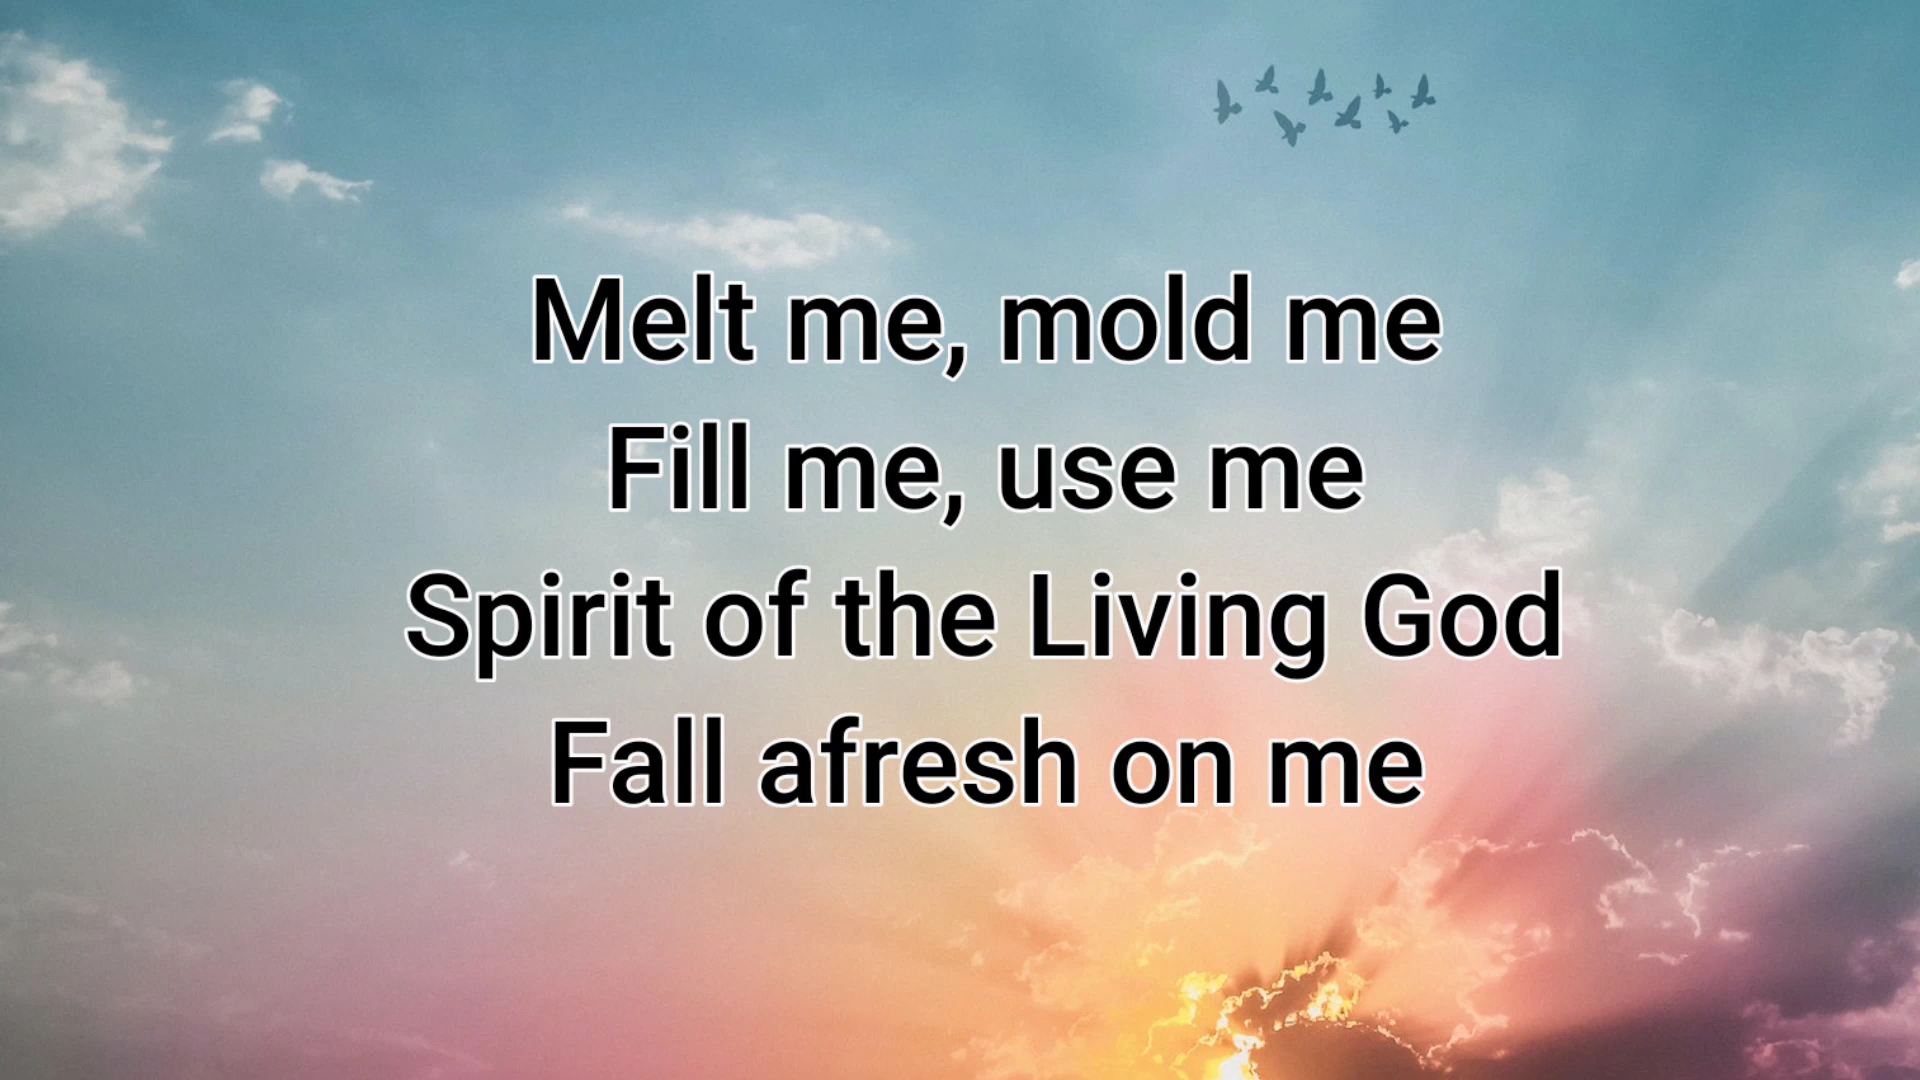 Melt me, mold me
Fill me, use me
Spirit of the Living God
Fall afresh on me